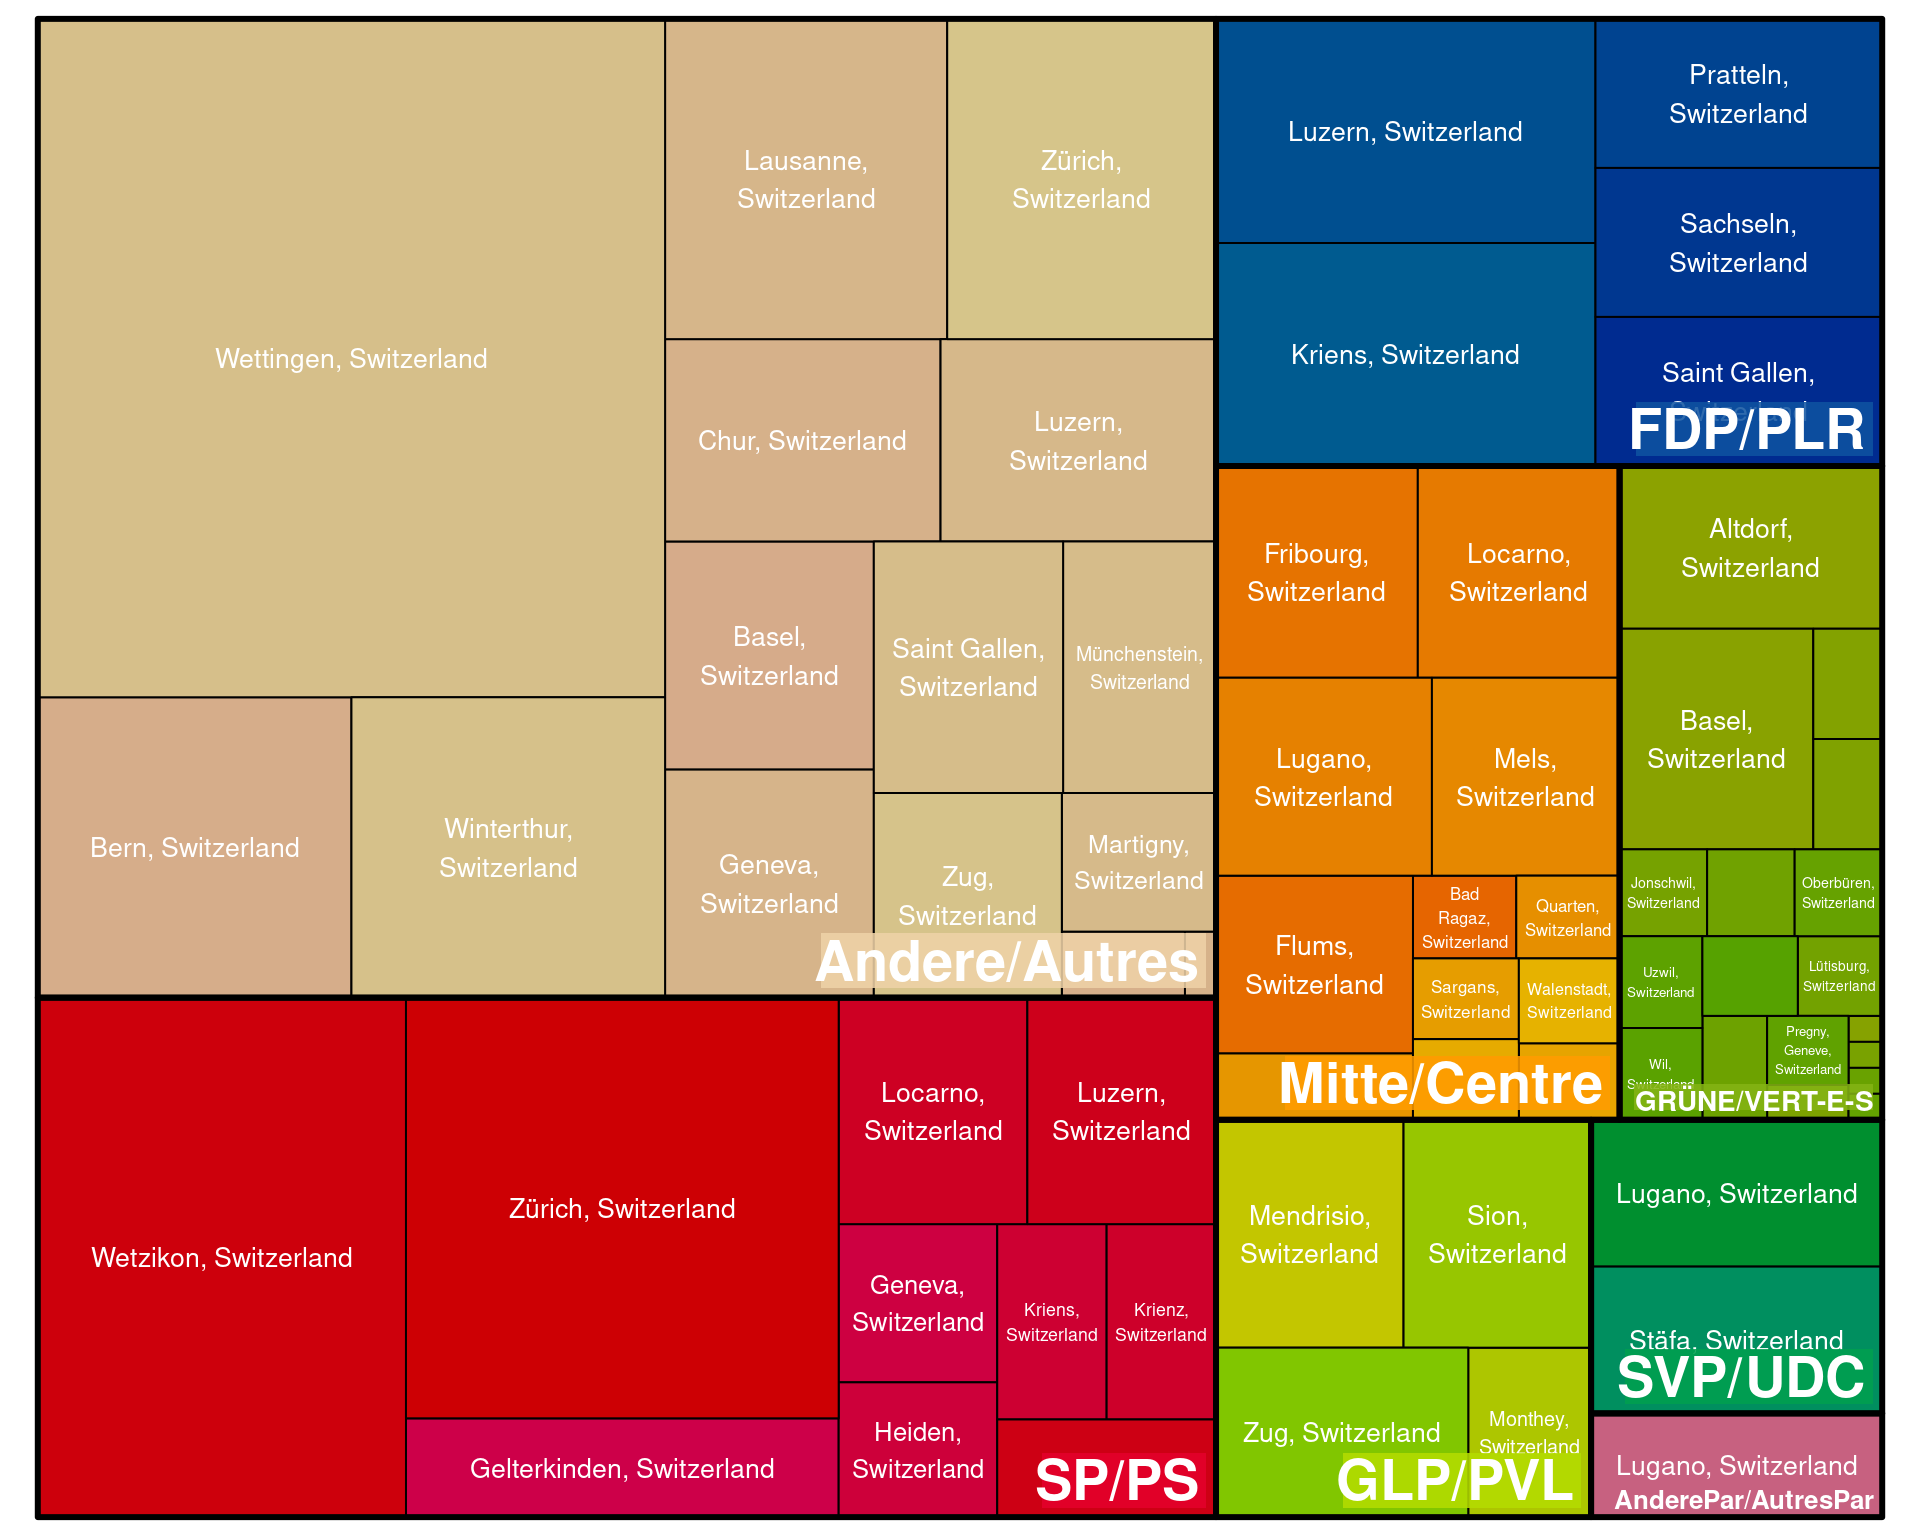 Wettingen, Switzerland
Lausanne,
Switzerland
Zürich,
Switzerland
Chur, Switzerland
Luzern,
Switzerland
Basel,
Switzerland
Saint Gallen,
Switzerland
Münchenstein,
Switzerland
Bern, Switzerland
Winterthur,
Switzerland
Geneva,
Switzerland
Zug,
Switzerland
Martigny,
Switzerland
Andere/Autres
Luzern, Switzerland
Pratteln,
Switzerland
Kriens, Switzerland
Sachseln,
Switzerland
Saint Gallen,
Switzerland
FDP/PLR
Fribourg,
Switzerland
Locarno,
Switzerland
Lugano,
Switzerland
Mels,
Switzerland
Flums,
Switzerland
Bad
Ragaz,
Switzerland
Quarten,
Switzerland
Sargans,
Switzerland
Walenstadt,
Switzerland
Mitte/Centre
Altdorf,
Switzerland
Basel,
Switzerland
Jonschwil,
Switzerland
Oberbüren,
Switzerland
Uzwil,
Switzerland
Lütisburg,
Switzerland
Wil,
Switzerland
Pregny,
Geneve,
Switzerland
GRÜNE/VERT-E-S
Wetzikon, Switzerland
Zürich, Switzerland
Gelterkinden, Switzerland
Locarno,
Switzerland
Luzern,
Switzerland
Geneva,
Switzerland
Kriens,
Switzerland
Krienz,
Switzerland
Heiden,
Switzerland
SP/PS
Mendrisio,
Switzerland
Sion,
Switzerland
Zug, Switzerland
Monthey,
Switzerland
GLP/PVL
Lugano, Switzerland
Stäfa, Switzerland
SVP/UDC
Lugano, Switzerland
AnderePar/AutresPar